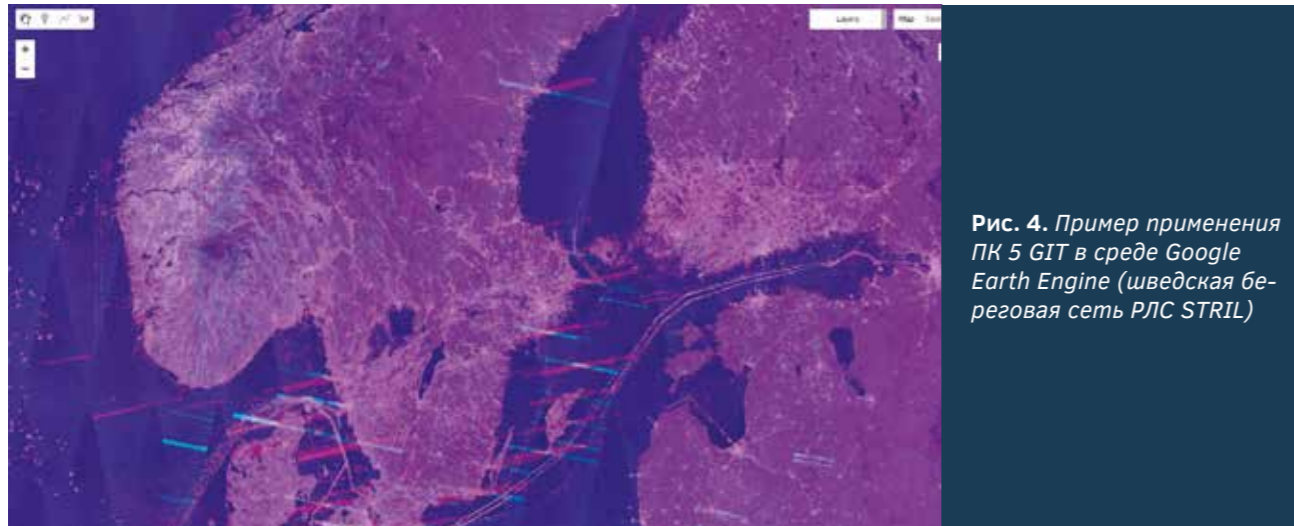 +
−
Layers
Map
Рис. 4. Пример применения
ПК 5 GIT в среде Google
Earth Engine (шведская бе-
реговая сеть РЛС STRIL)